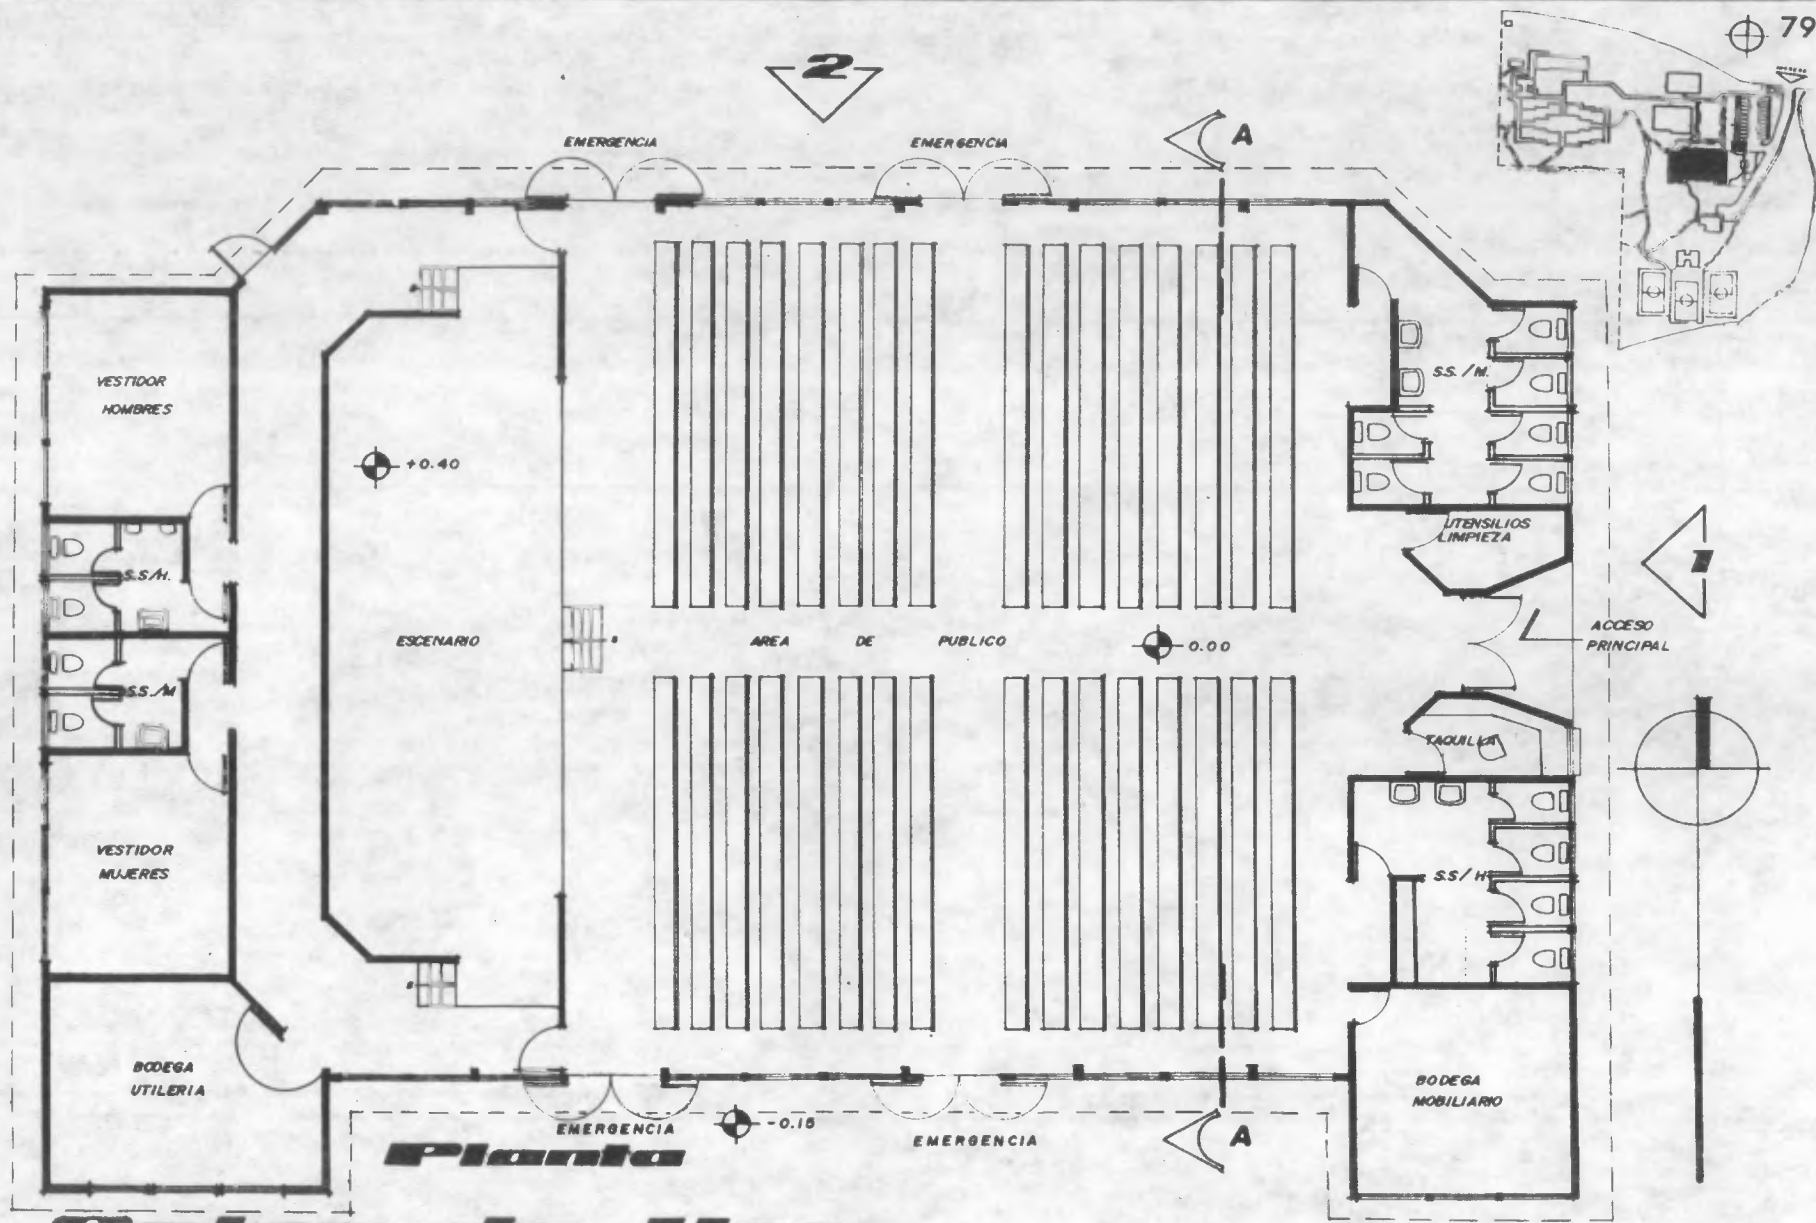 79
2
EMERGENCIA
EMERGENCIA
A
VESTIDOR
HOMBRES
+0.40
S.S./M.
UTENSILIOS
LIMPIEZA
1
S.S/H.
ESCENARIO
AREA DE PUBLICO
0.00
ACCESO
PRINCIPAL
S.S./M
TAQUILLA
VESTIDOR
MUJERES
S.S/H
BODEGA
UTILERIA
BODEGA
MOBILIARIO
EMERGENCIA
-0.15
EMERGENCIA
A
Planta